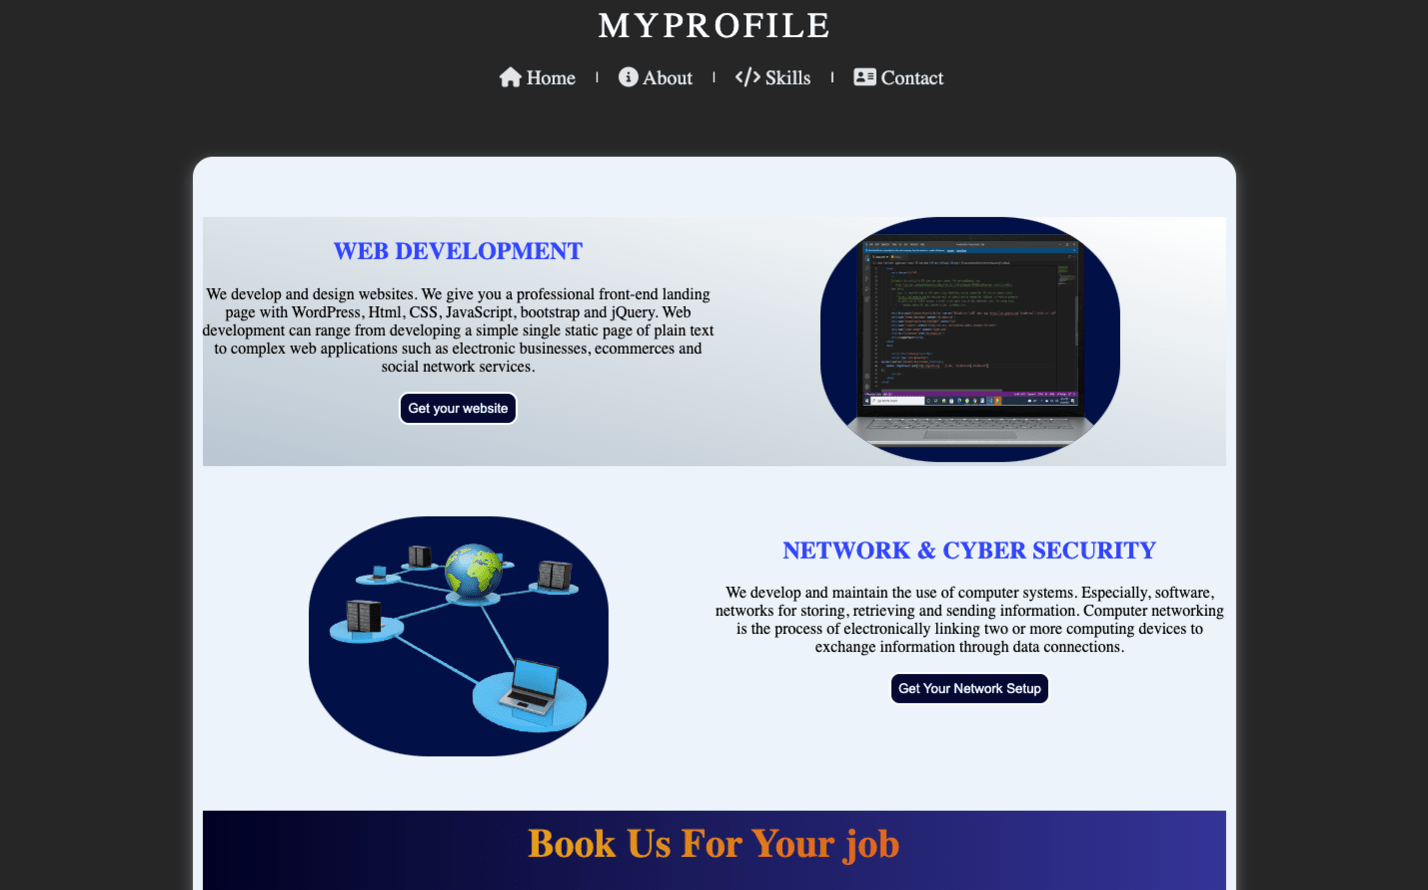 MYPROFILE
Home | About | Skills | Contact
WEB DEVELOPMENT
We develop and design websites. We give you a professional front-end landing
page with WordPress, Html, CSS, JavaScript, bootstrap and jQuery. Web
development can range from developing a simple single static page of plain text
to complex web applications such as electronic businesses, ecommerces and
social network services.
Get your website
NETWORK & CYBER SECURITY
We develop and maintain the use of computer systems. Especially, software,
networks for storing, retrieving and sending information. Computer networking
is the process of electronically linking two or more computing devices to
exchange information through data connections.
Get Your Network Setup
Book Us For Your job